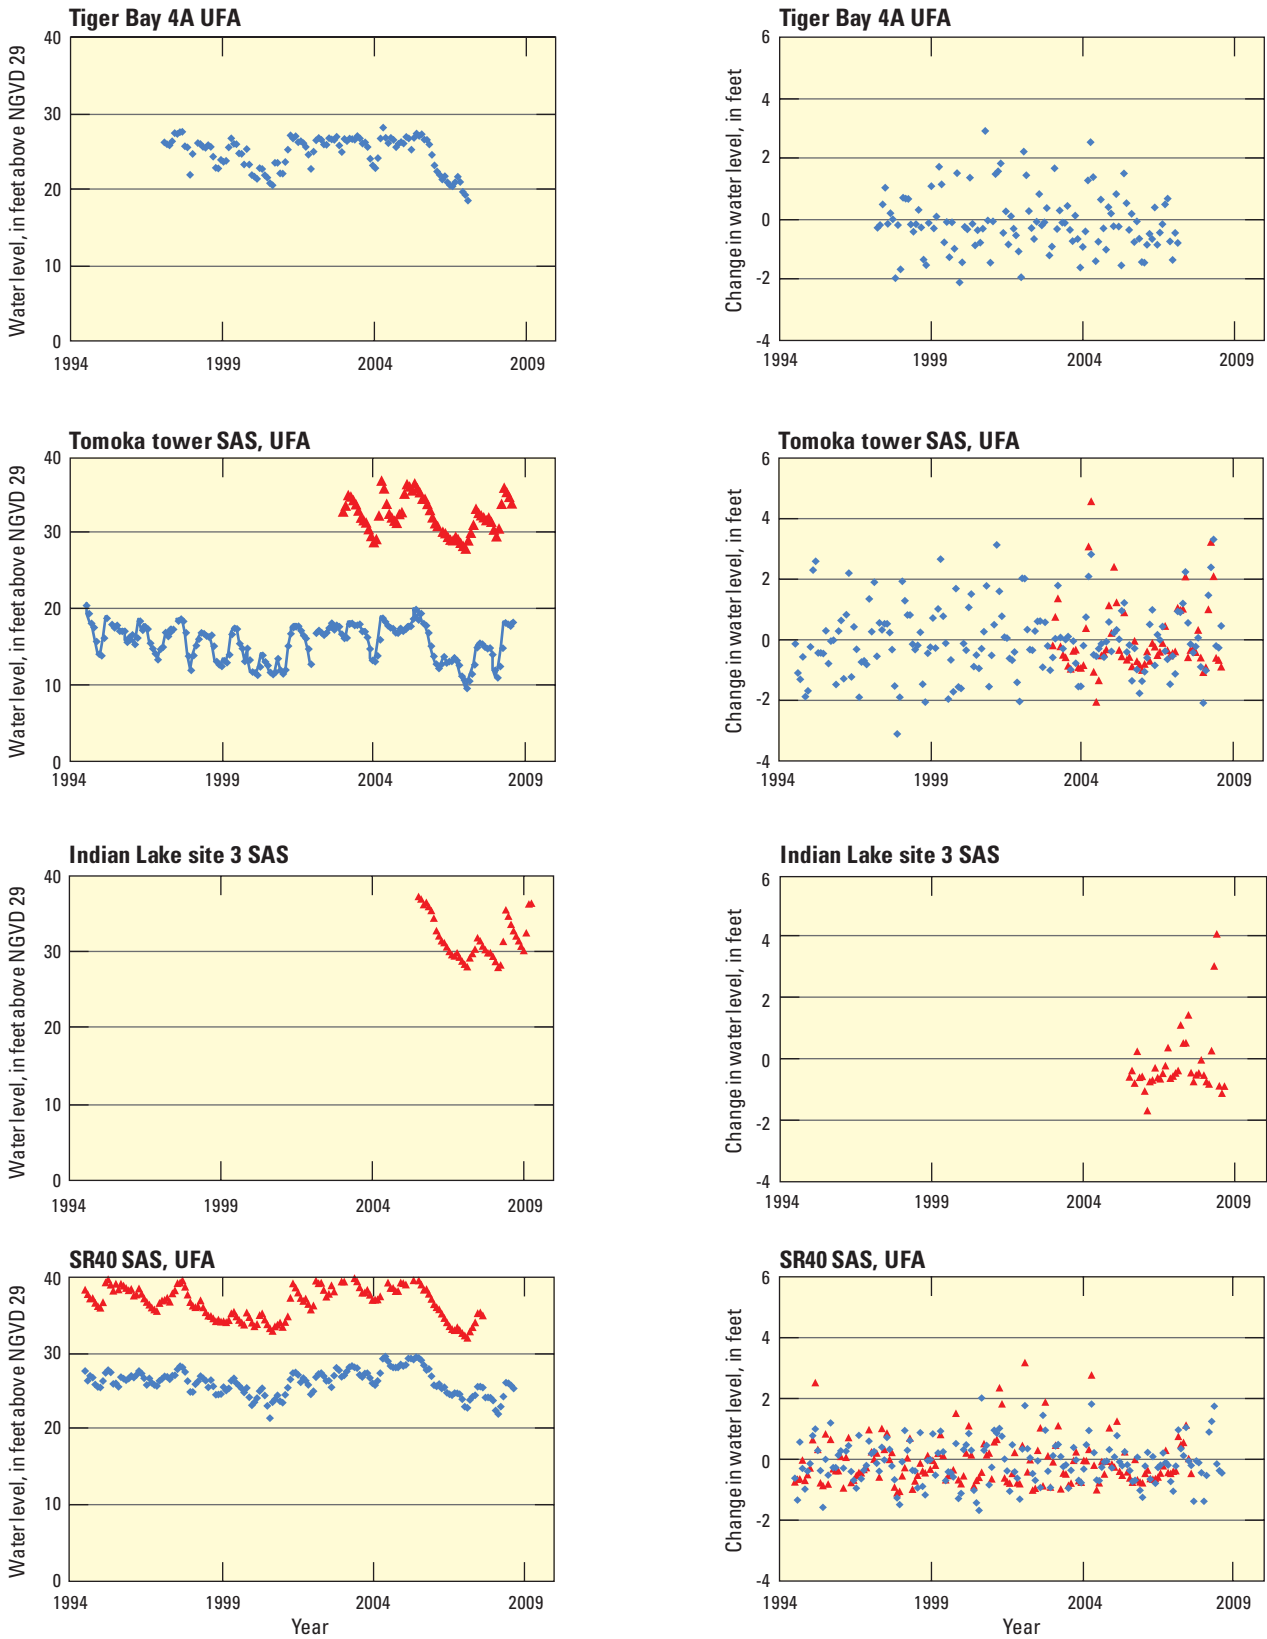 Tiger Bay 4A UFA
Water level, in feet above NGVD 29
40
30
20
10
0
1994 1999 2004 2009
Tiger Bay 4A UFA
Change in water level, in feet
6
4
2
0
-2
-4
1994 1999 2004 2009
Tomoka tower SAS, UFA
Water level, in feet above NGVD 29
40
30
20
10
0
1994 1999 2004 2009
Tomoka tower SAS, UFA
Change in water level, in feet
6
4
2
0
-2
-4
1994 1999 2004 2009
Indian Lake site 3 SAS
Water level, in feet above NGVD 29
40
30
20
10
0
1994 1999 2004 2009
Indian Lake site 3 SAS
Change in water level, in feet
6
4
2
0
-2
-4
1994 1999 2004 2009
SR40 SAS, UFA
Water level, in feet above NGVD 29
40
30
20
10
0
1994 1999 2004 2009
Year
SR40 SAS, UFA
Change in water level, in feet
6
4
2
0
-2
-4
1994 1999 2004 2009
Year